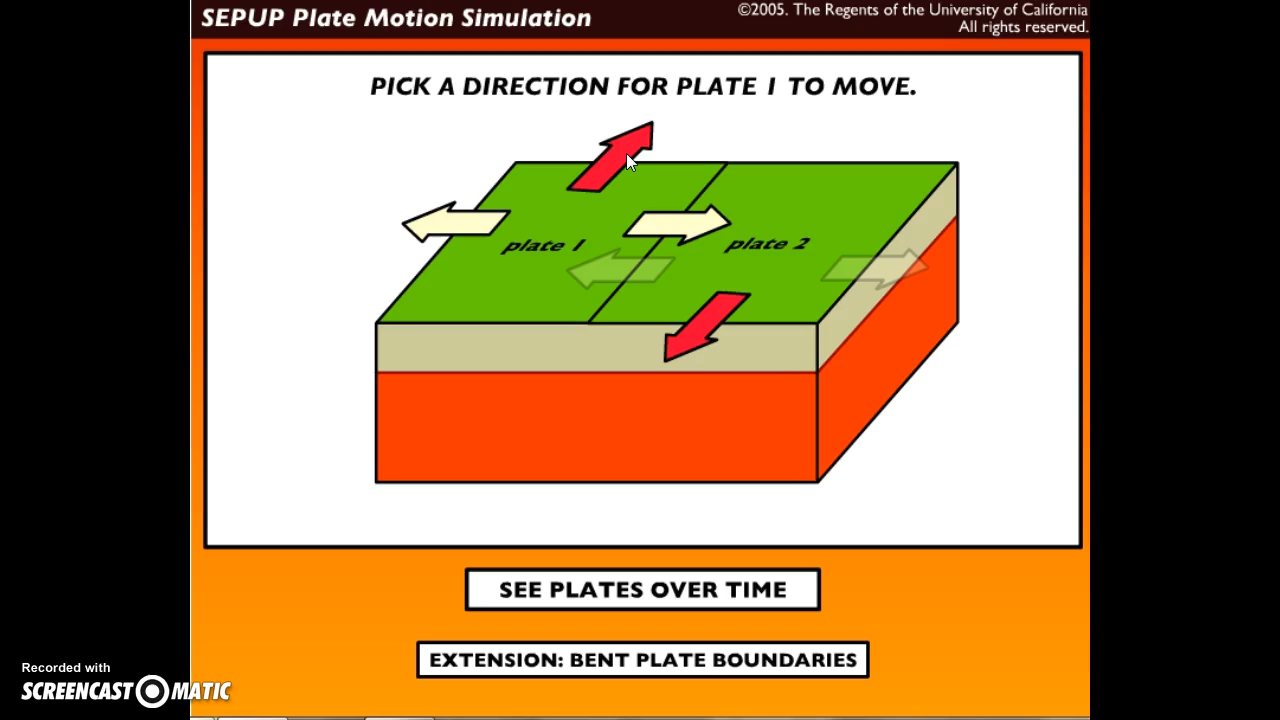 SEPUP Plate Motion Simulation
©2005. The Regents of the University of California
All rights reserved.
PICK A DIRECTION FOR PLATE 1 TO MOVE.
plate 1
plate 2
SEE PLATES OVER TIME
EXTENSION: BENT PLATE BOUNDARIES
Recorded with
SCREENCAST-O-MATIC